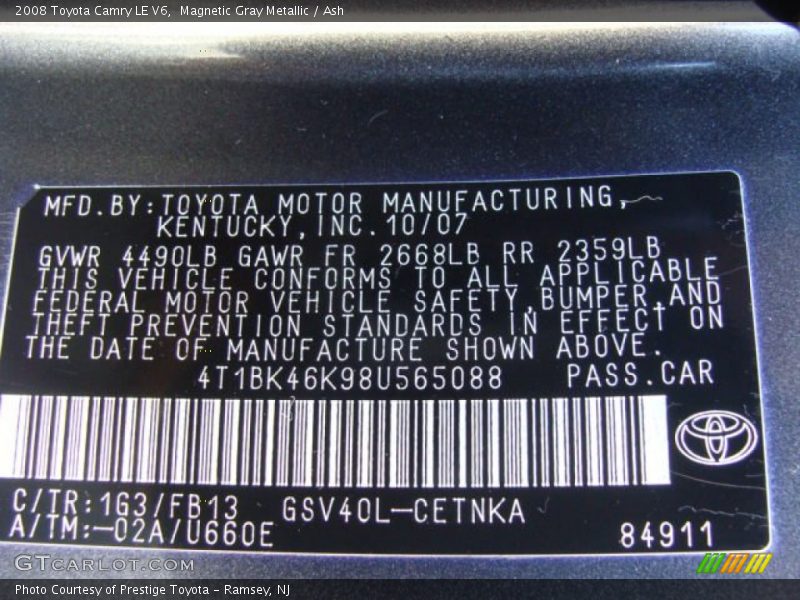 2008 Toyota Camry LE V6, Magnetic Gray Metallic / Ash
MFD.BY:TOYOTA MOTOR MANUFACTURING,
KENTUCKY,INC.10/07
GVWR 4490LB GAWR FR 2668LB RR 2359LB
THIS VEHICLE CONFORMS TO ALL APPLICABLE
FEDERAL MOTOR VEHICLE SAFETY,BUMPER,AND
THEFT PREVENTION STANDARDS IN EFFECT ON
THE DATE OF MANUFACTURE SHOWN ABOVE.
4T1BK46K98U565088 PASS.CAR
C/TR:1G3/FB13 GSV40L-CETNKA
A/TM:-02A/U660E 84911
GTCARLOT.COM
Photo Courtesy of Prestige Toyota - Ramsey, NJ